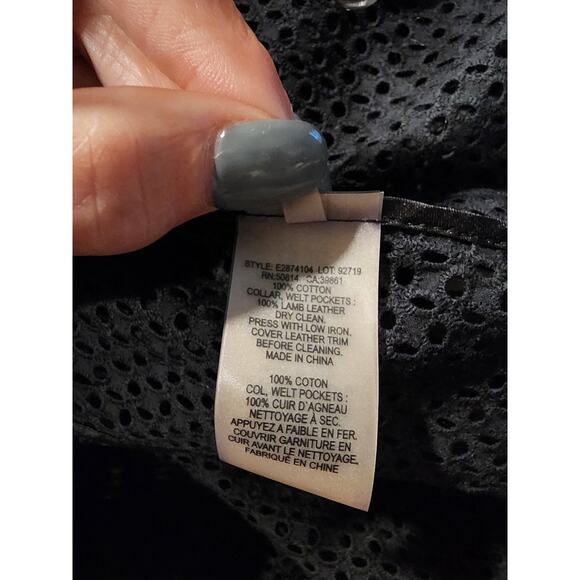 STYLE: E2874104 LOT: 92719
RN:50814 CA:39861
100% COTTON
COLLAR, WELT POCKETS :
100% LAMB LEATHER
DRY CLEAN.
PRESS WITH LOW IRON.
COVER LEATHER TRIM
BEFORE CLEANING.
MADE IN CHINA
100% COTON
COL, WELT POCKETS :
100% CUIR D`AGNEAU
NETTOYAGE À SEC.
APPUYEZ A FAIBLE EN FER.
COUVRIR GARNITURE EN
CUIR AVANT LE NETTOYAGE.
FABRIQUÉ EN CHINE